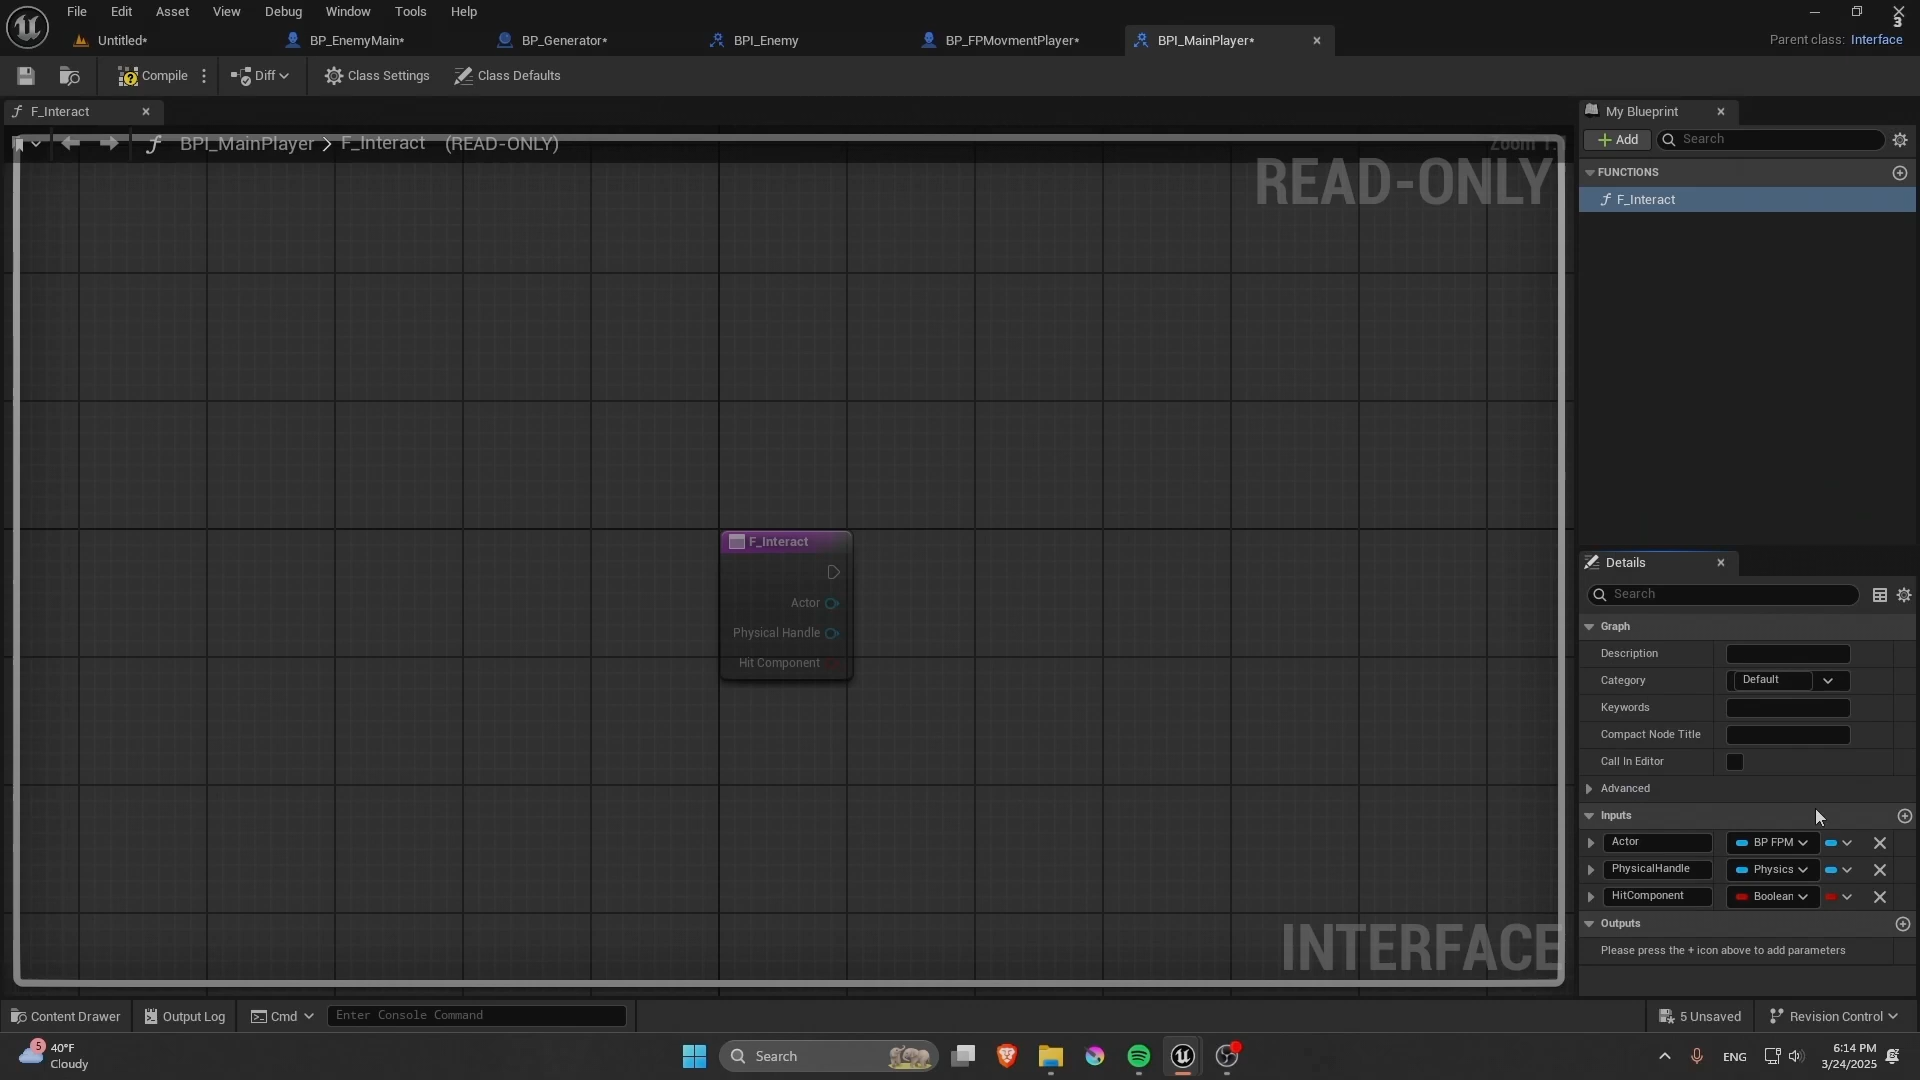 File Edit Asset View Debug Window Tools Help
3
Untitled* BP_EnemyMain* BP_Generator* BPI_Enemy BP_FPMovmentPlayer* BPI_MainPlayer*
Parent class: Interface
Compile Diff Class Settings Class Defaults
F_Interact
BPI_MainPlayer > F_Interact (READ-ONLY)
Zoom 1:
READ-ONLY
F_Interact
Actor
Physical Handle
Hit Component
INTERFACE
My Blueprint
Add Search
FUNCTIONS
F_Interact
Details
Search
Graph
Description
Category Default
Keywords
Compact Node Title
Call In Editor
Advanced
Inputs
Actor BP FPM
PhysicalHandle Physics
HitComponent Boolean
Outputs
Please press the + icon above to add parameters
Content Drawer Output Log Cmd Enter Console Command 5 Unsaved Revision Control
5
40°F
Cloudy
Search
ENG
6:14 PM
3/24/2025